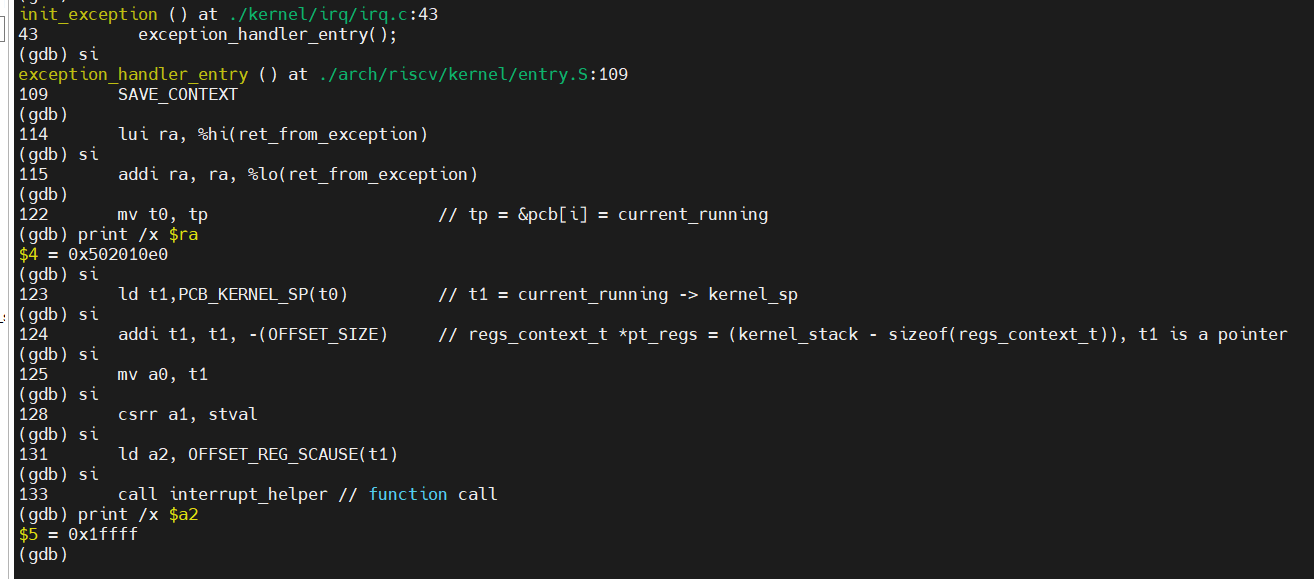 init_exception () at ./kernel/irq/irq.c:43
43          exception_handler_entry();
(gdb) si
exception_handler_entry () at ./arch/riscv/kernel/entry.S:109
109       SAVE_CONTEXT
(gdb)
114       lui ra, %hi(ret_from_exception)
(gdb) si
115       addi ra, ra, %lo(ret_from_exception)
(gdb)
122       mv t0, tp                       // tp = &pcb[i] = current_running
(gdb) print /x $ra
$4 = 0x502010e0
(gdb) si
123       ld t1,PCB_KERNEL_SP(t0)         // t1 = current_running -> kernel_sp
(gdb) si
124       addi t1, t1, -(OFFSET_SIZE)     // regs_context_t *pt_regs = (kernel_stack - sizeof(regs_context_t)), t1 is a pointer
(gdb) si
125       mv a0, t1
(gdb) si
128       csrr a1, stval
(gdb) si
131       ld a2, OFFSET_REG_SCAUSE(t1)
(gdb) si
133       call interrupt_helper // function call
(gdb) print /x $a2
$5 = 0x1ffff
(gdb)